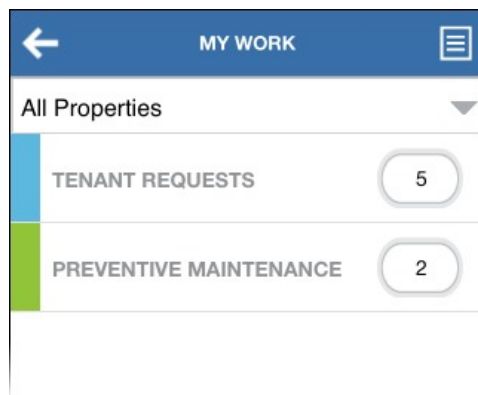 MY WORK
All Properties
TENANT REQUESTS 5
PREVENTIVE MAINTENANCE 2